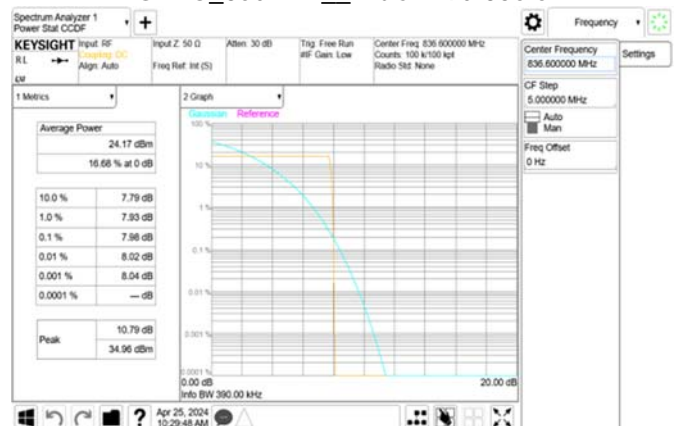 Spectrum Analyzer 1
Power Stat CCDF
Frequency
KEYSIGHT
Input: RF
Coupling: DC
Align: Auto
Input Z: 50 Ω
Freq Ref: Int (S)
Atten: 30 dB
Trig: Free Run
#IF Gain: Low
Center Freq: 836.600000 MHz
Counts: 100 k/100 kpt
Radio Std: None
RL
Center Frequency
836.600000 MHz
Settings
CF Step
5.000000 MHz
Auto
Man
Freq Offset
0 Hz
1 Metrics
2 Graph
Gaussian Reference
Average Power
24.17 dBm
16.68 % at 0 dB
10.0 % 7.79 dB
1.0 % 7.93 dB
0.1 % 7.98 dB
0.01 % 8.02 dB
0.001 % 8.04 dB
0.0001 % --- dB
Peak
10.79 dB
34.96 dBm
100 %
10 %
1 %
0.1 %
0.01 %
0.001 %
0.0001 %
0.00 dB 20.00 dB
Info BW 390.00 kHz
Apr 25, 2024
10:29:48 AM